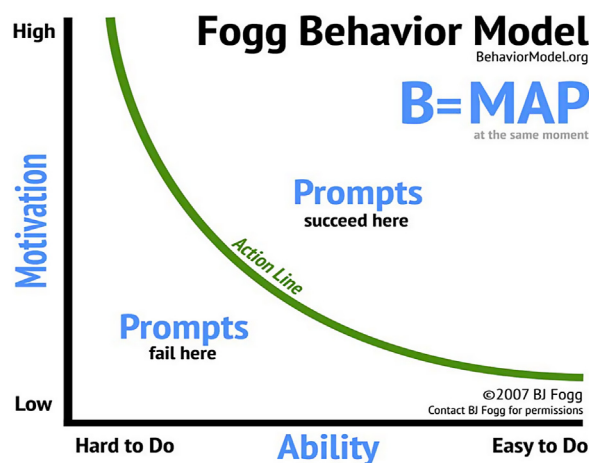 High
Fogg Behavior Model
BehaviorModel.org
B=MAP
at the same moment
Motivation
Prompts
succeed here
Action Line
Prompts
fail here
©2007 BJ Fogg
Contact BJ Fogg for permissions
Low
Hard to Do
Ability
Easy to Do